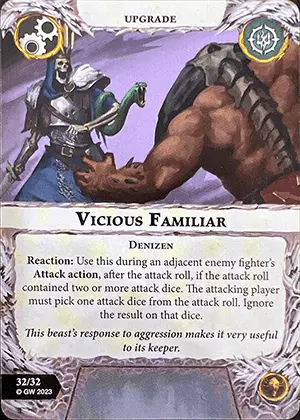 UPGRADE
VICIOUS FAMILIAR
DENIZEN
Reaction: Use this during an adjacent enemy fighter's
Attack action, after the attack roll, if the attack roll
contained two or more attack dice. The attacking player
must pick one attack dice from the attack roll. Ignore
the result on that dice.
This beast's response to aggression makes it very useful
to its keeper.
32/32
© GW 2023